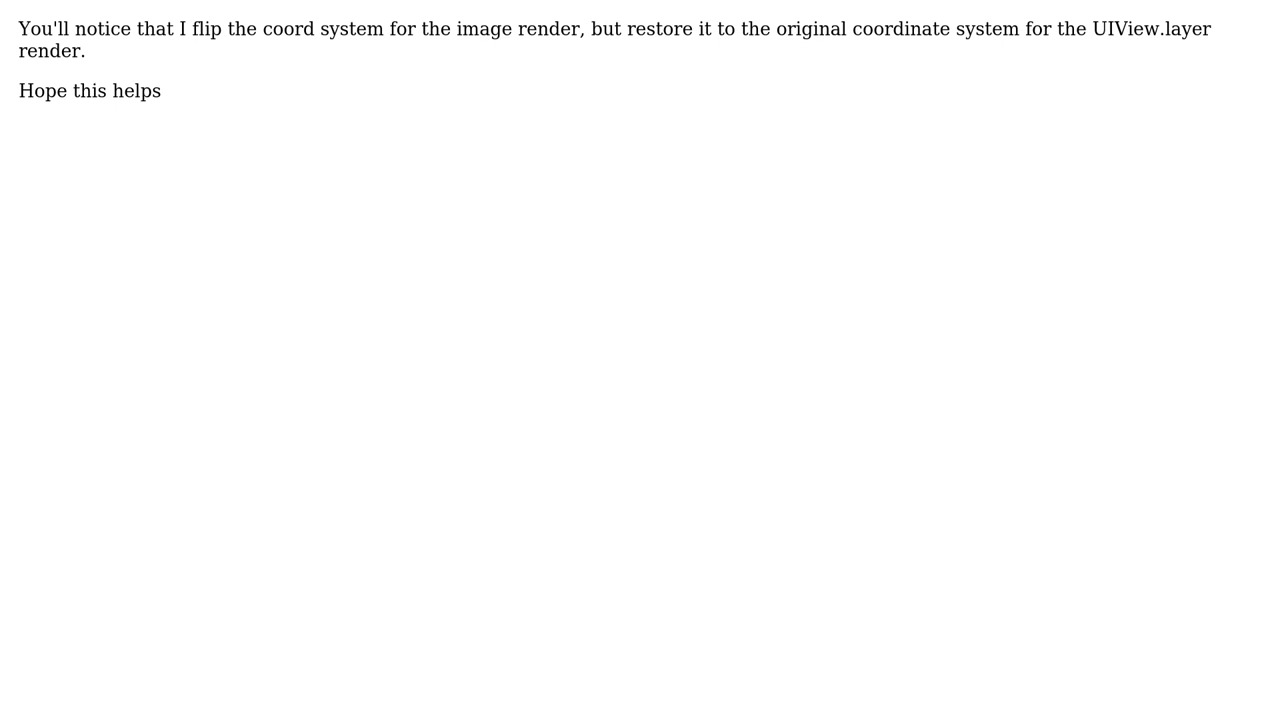 You'll notice that I flip the coord system for the image render, but restore it to the original coordinate system for the UIView.layer
render.
Hope this helps